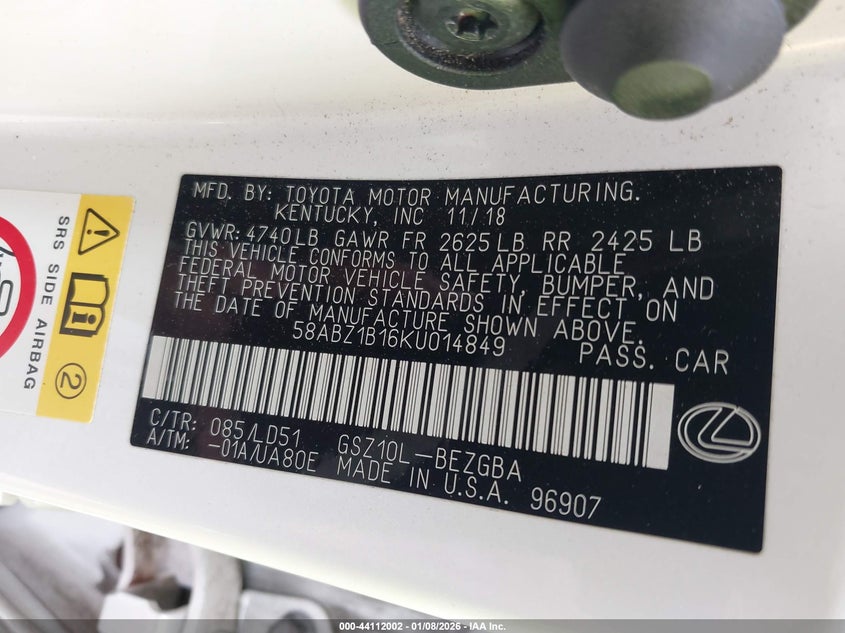 MFD. BY: TOYOTA MOTOR MANUFACTURING.
KENTUCKY, INC 11/18
GVWR: 4740LB GAWR FR 2625LB RR 2425 LB
THIS VEHICLE CONFORMS TO ALL APPLICABLE
FEDERAL MOTOR VEHICLE SAFETY, BUMPER, AND
THEFT PREVENTION STANDARDS IN EFFECT ON
THE DATE OF MANUFACTURE SHOWN ABOVE.
58ABZ1B16KU014849 PASS. CAR
C/TR: 085/LD51 GSZ10L-BEZGBA
A/TM: -01A/UA80E MADE IN U.S.A. 96907
SRS SIDE AIRBAG
2
000-44112002 - 01/08/2026 - IAA Inc.